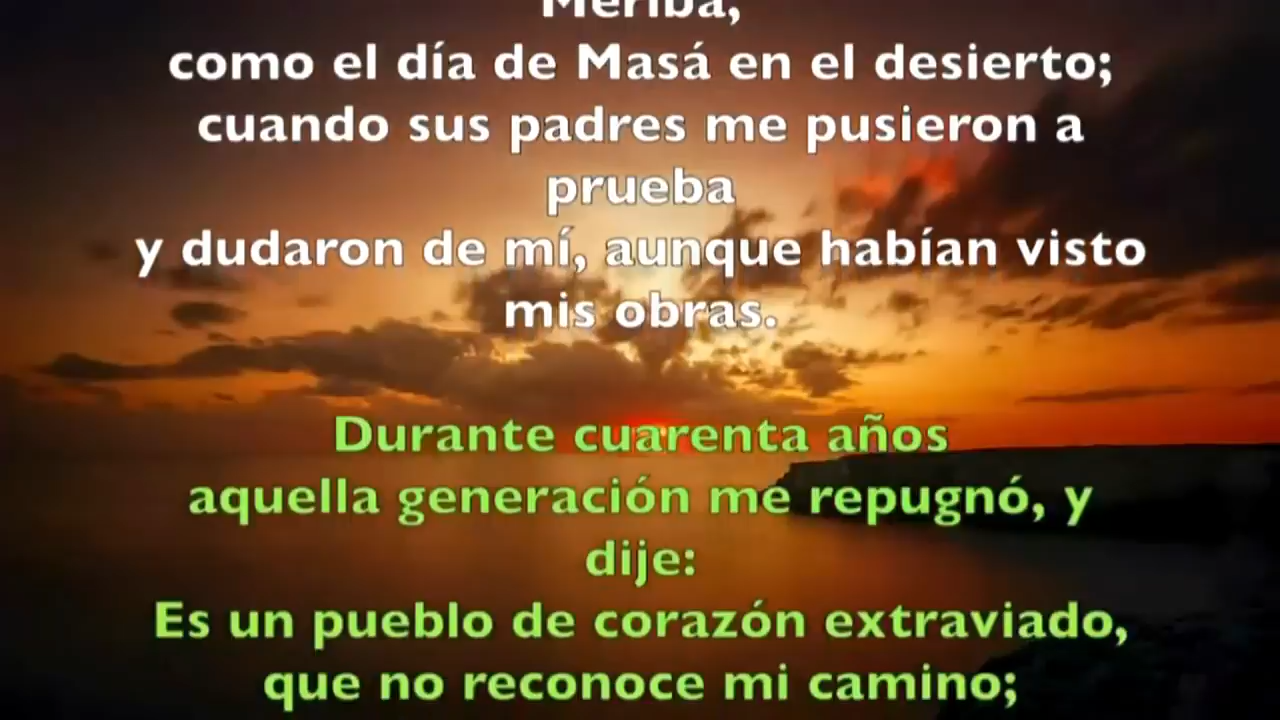 Meriba,
como el día de Masá en el desierto;
cuando sus padres me pusieron a
prueba
y dudaron de mí, aunque habían visto
mis obras.
Durante cuarenta años
aquella generación me repugnó, y
dije:
Es un pueblo de corazón extraviado,
que no reconoce mi camino;